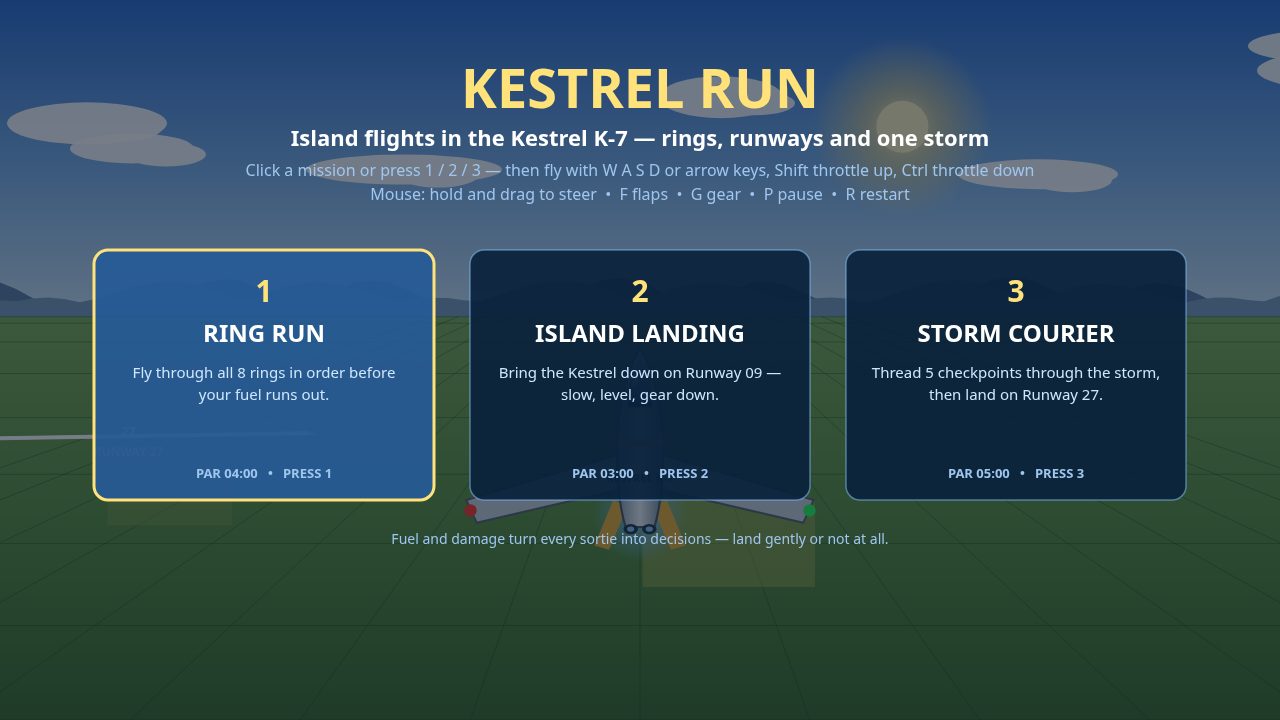 KESTREL RUN
Island flights in the Kestrel K-7 — rings, runways and one storm
Click a mission or press 1 / 2 / 3 — then fly with W A S D or arrow keys, Shift throttle up, Ctrl throttle down
Mouse: hold and drag to steer • F flaps • G gear • P pause • R restart
1
RING RUN
Fly through all 8 rings in order before
your fuel runs out.
27
RUNWAY 27
PAR 04:00 • PRESS 1
2
ISLAND LANDING
Bring the Kestrel down on Runway 09 —
slow, level, gear down.
PAR 03:00 • PRESS 2
3
STORM COURIER
Thread 5 checkpoints through the storm,
then land on Runway 27.
PAR 05:00 • PRESS 3
Fuel and damage turn every sortie into decisions — land gently or not at all.